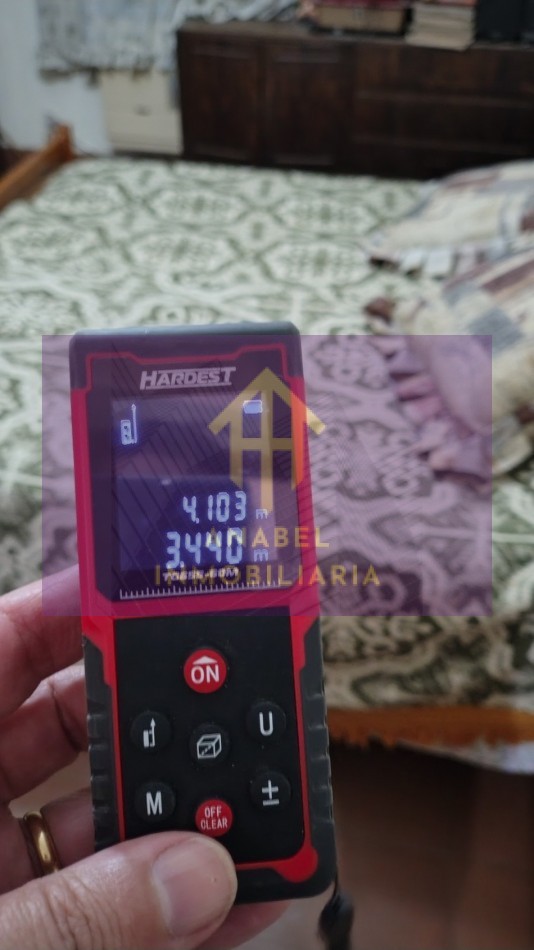 HARDEST
4.103 m
3.440 m
ANABEL
INMOBILIARIA
ON
U
M
±
OFF
CLEAR